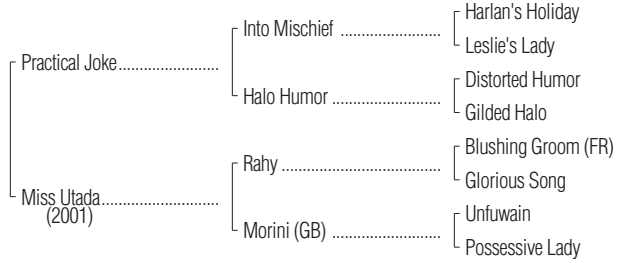 Harlan's Holiday
Into Mischief
Leslie's Lady
Practical Joke
Distorted Humor
Halo Humor
Gilded Halo
Blushing Groom (FR)
Rahy
Glorious Song
Miss Utada
(2001)
Unfuwain
Morini (GB)
Possessive Lady